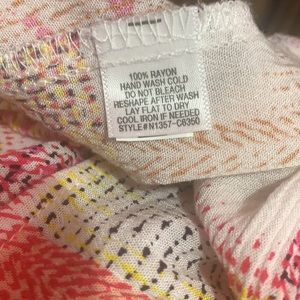 100% RAYON
HAND WASH COLD
DO NOT BLEACH
RESHAPE AFTER WASH
LAY FLAT TO DRY
COOL IRON IF NEEDED
STYLE#N1357-C8350